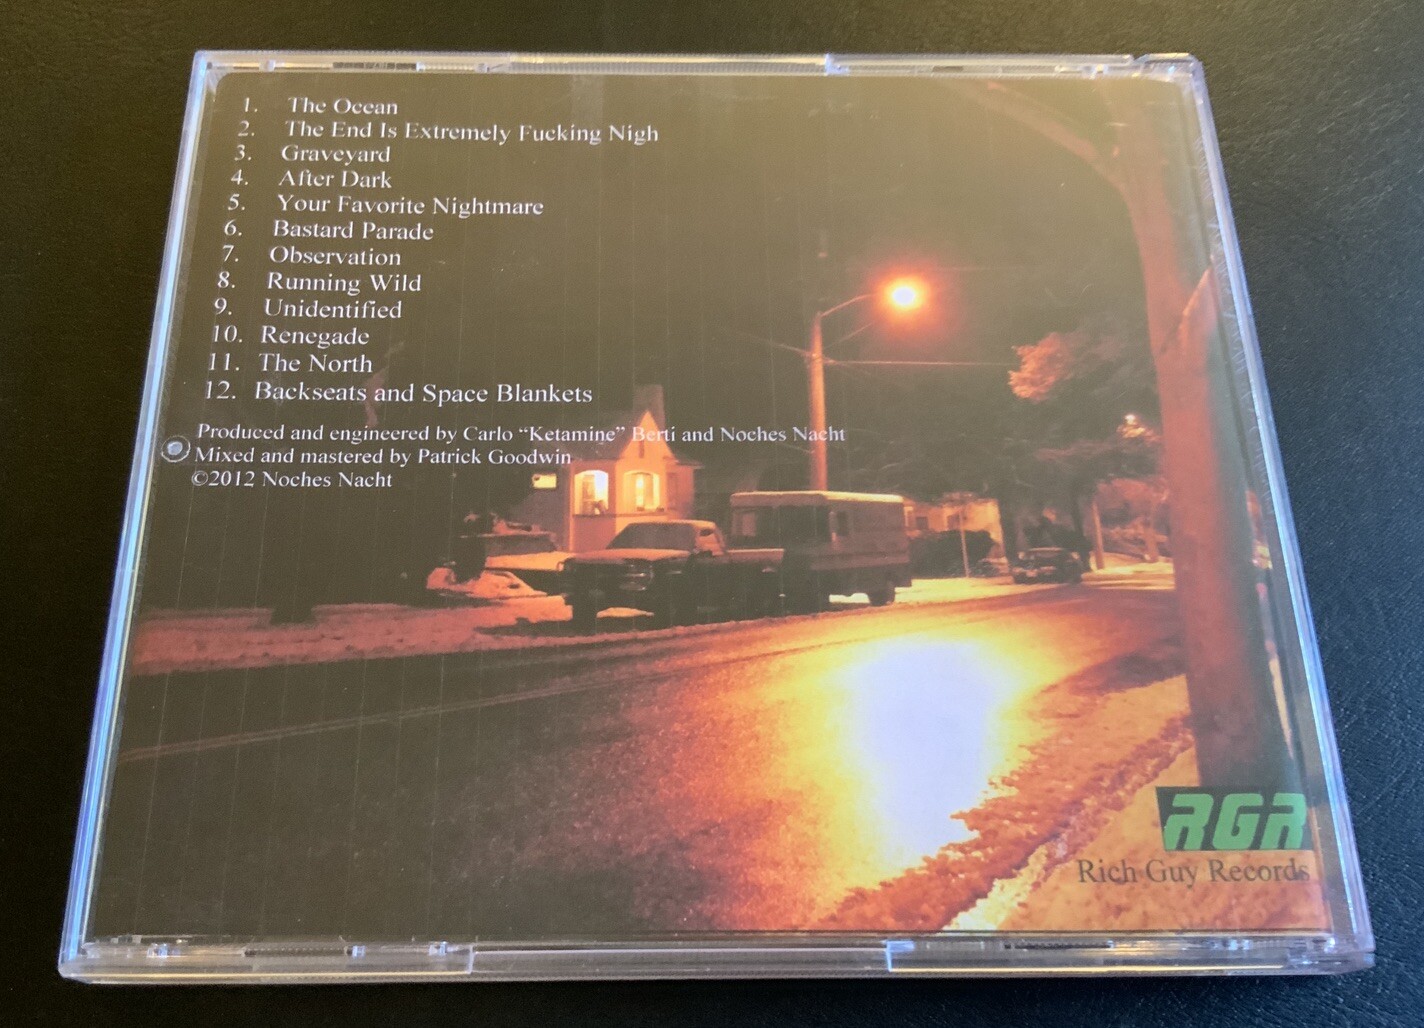 1. The Ocean
2. The End Is Extremely Fucking Nigh
3. Graveyard
4. After Dark
5. Your Favorite Nightmare
6. Bastard Parade
7. Observation
8. Running Wild
9. Unidentified
10. Renegade
11. The North
12. Backseats and Space Blankets
Produced and engineered by Carlo “Ketamine” Berti and Noches Nacht
Mixed and mastered by Patrick Goodwin
©2012 Noches Nacht
RGR
Rich Guy Records